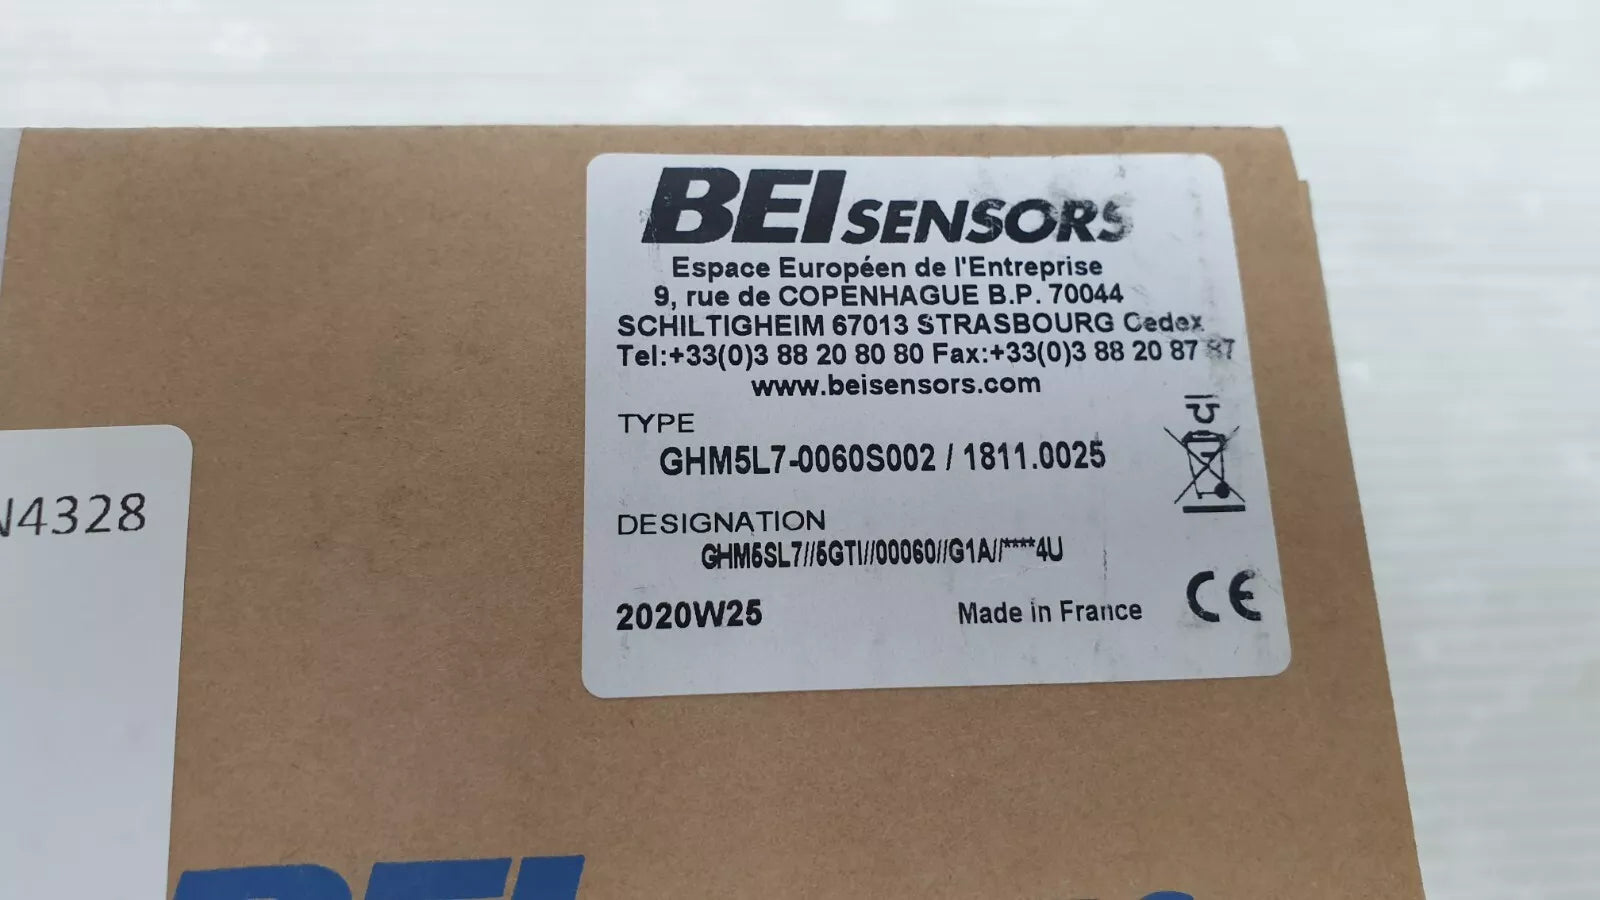 BEI SENSORS
Espace Européen de l'Entreprise
9, rue de COPENHAGUE B.P. 70044
SCHILTIGHEIM 67013 STRASBOURG Cedex
Tel:+33(0)3 88 20 80 80 Fax:+33(0)3 88 20 87 87
www.beisensors.com
TYPE
GHM5L7-0060S002 / 1811.0025
DESIGNATION
GHM5SL7//5GTI//00060//G1A//****4U
2020W25
Made in France
CE
4328
BEI